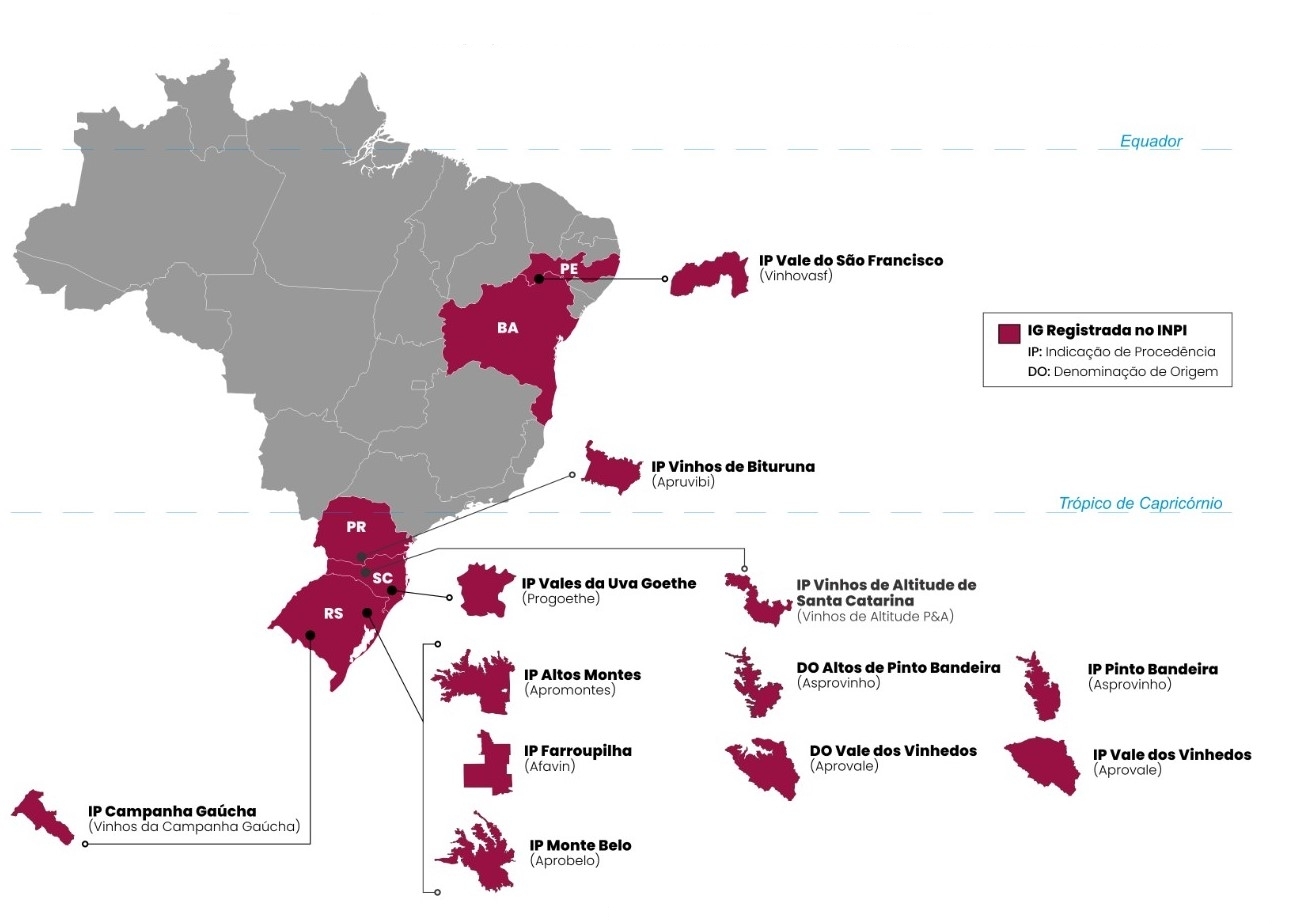 Equador
IP Vale do São Francisco
(Vinhovasf)
PE
BA
IG Registrada no INPI
IP: Indicação de Procedência
DO: Denominação de Origem
IP Vinhos de Bituruna
(Apruvibi)
Trópico de Capricórnio
PR
SC
RS
IP Vales da Uva Goethe
(Progoethe)
IP Vinhos de Altitude de
Santa Catarina
(Vinhos de Altitude P&A)
IP Altos Montes
(Apromontes)
DO Altos de Pinto Bandeira
(Asprovinho)
IP Pinto Bandeira
(Asprovinho)
IP Farroupilha
(Afavin)
DO Vale dos Vinhedos
(Aprovale)
IP Vale dos Vinhedos
(Aprovale)
IP Campanha Gaúcha
(Vinhos da Campanha Gaúcha)
IP Monte Belo
(Aprobelo)